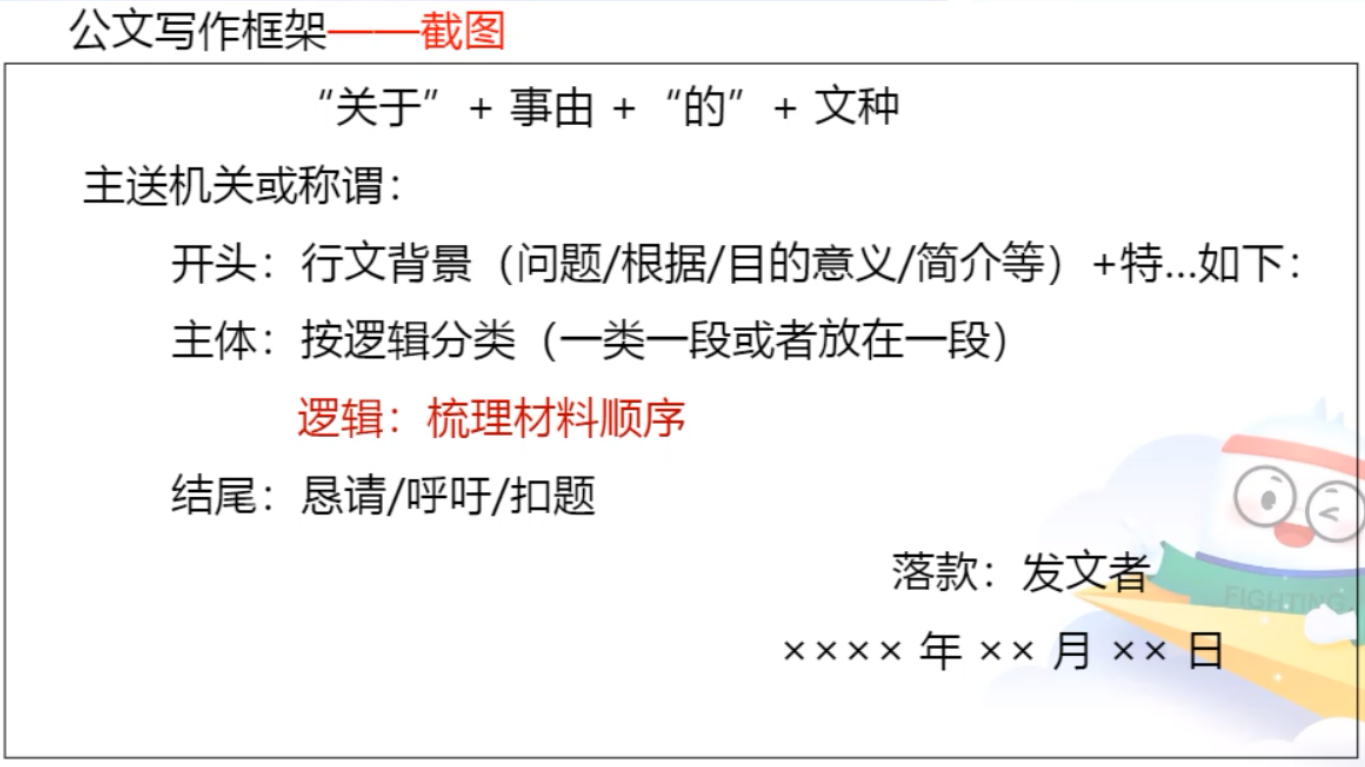 公文写作框架——截图
“关于” + 事由 + “的” + 文种
主送机关或称谓：
开头：行文背景（问题/根据/目的意义/简介等）+特...如下：
主体：按逻辑分类（一类一段或者放在一段）
逻辑：梳理材料顺序
结尾：恳请/呼吁/扣题
落款：发文者
FIGHTING
×××× 年 ×× 月 ×× 日